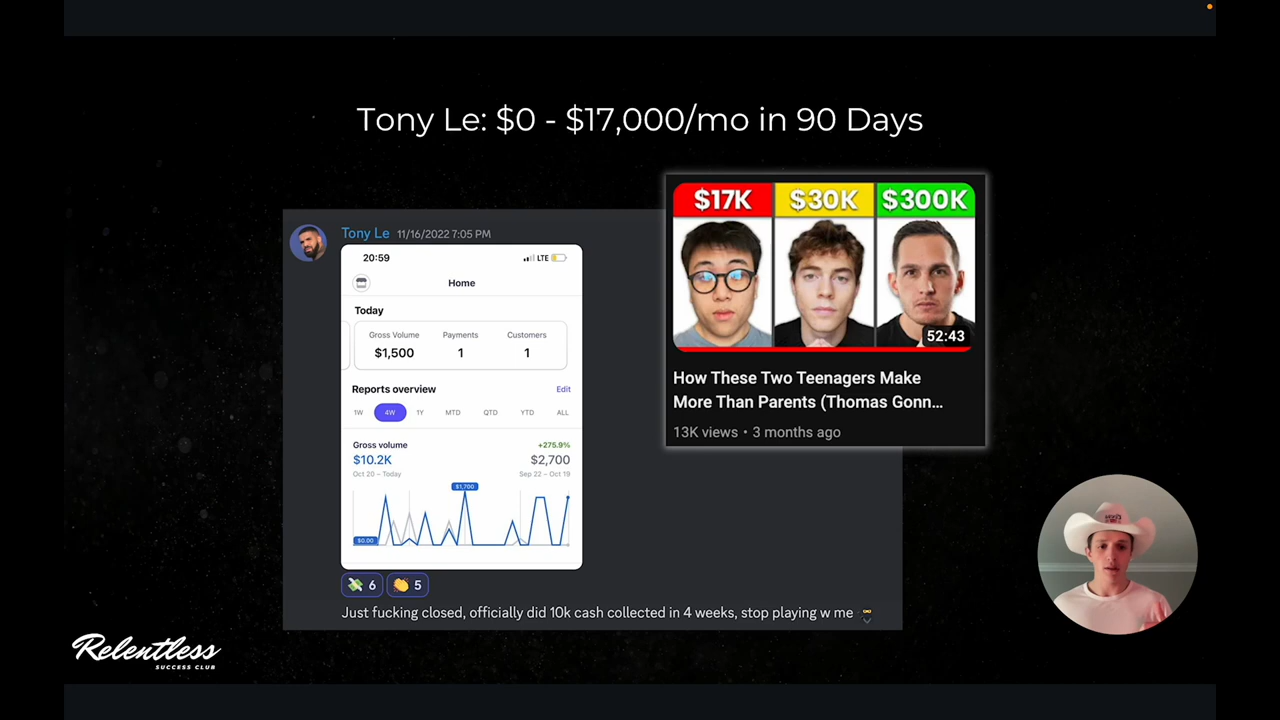 Tony Le: $0 - $17,000/mo in 90 Days
Tony Le 11/16/2022 7:05 PM
20:59
LTE
Home
Today
Gross Volume Payments Customers
$1,500 1 1
Reports overview Edit
1W 4W 1Y MTD QTD YTD ALL
Gross volume +275.9%
$10.2K $2,700
Oct 20 – Today Sep 22 – Oct 19
$1,700
$0.00
6 5
Just fucking closed, officially did 10k cash collected in 4 weeks, stop playing w me
$17K $30K $300K
52:43
How These Two Teenagers Make
More Than Parents (Thomas Gonn...
13K views • 3 months ago
Relentless
SUCCESS CLUB